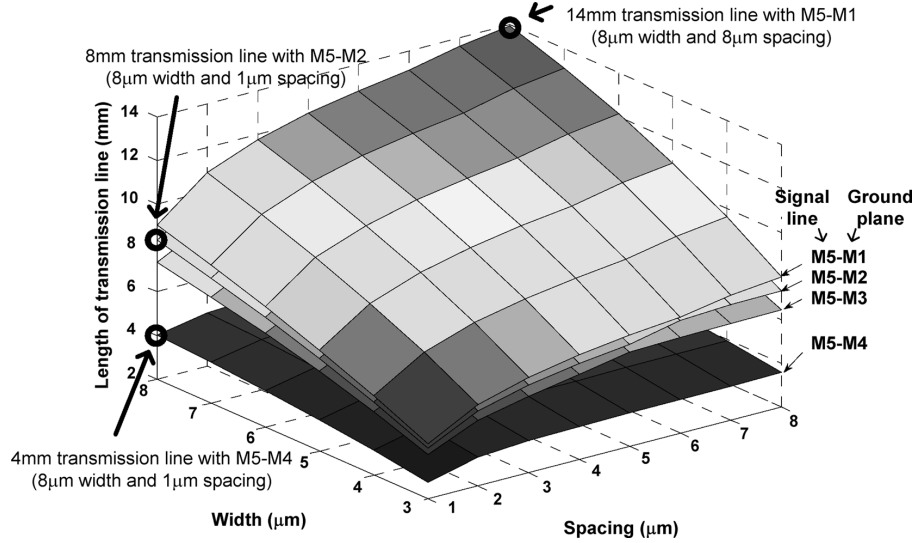 14mm transmission line with M5-M1
(8μm width and 8μm spacing)
8mm transmission line with M5-M2
(8μm width and 1μm spacing)
Length of transmission line (mm)
14
12
10
8
6
4
2
Signal line
Ground plane
M5-M1
M5-M2
M5-M3
M5-M4
4mm transmission line with M5-M4
(8μm width and 1μm spacing)
8
7
6
5
4
3
Width (μm)
1
2
3
4
5
6
7
8
Spacing (μm)